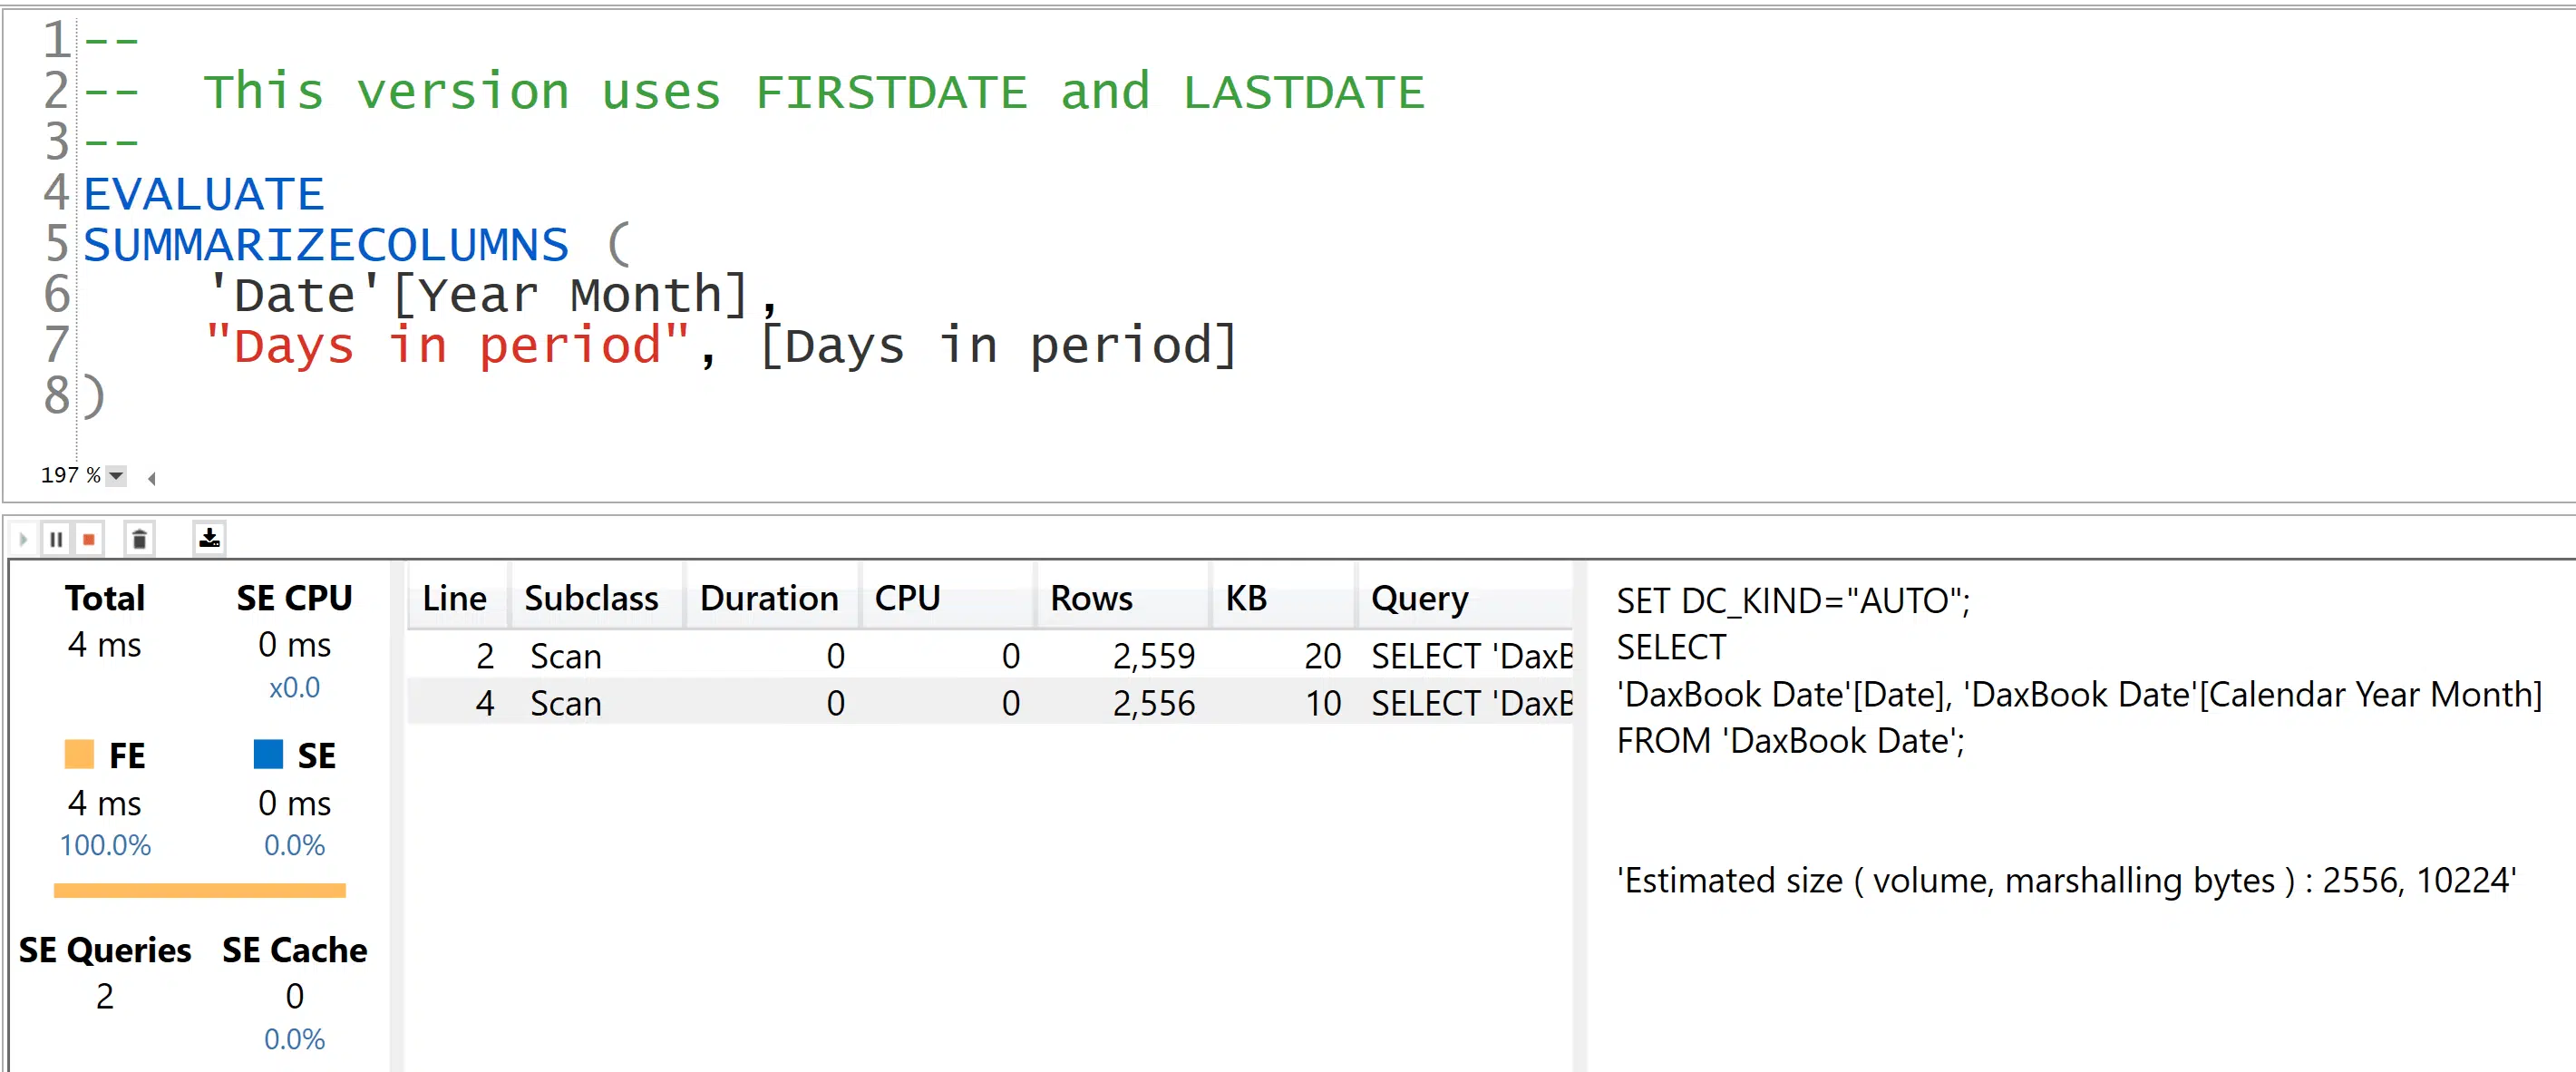 1 --
2 --  This version uses FIRSTDATE and LASTDATE
3 --
4 EVALUATE
5 SUMMARIZECOLUMNS (
6     'Date'[Year Month],
7     "Days in period", [Days in period]
8 )
197 %
Total SE CPU
4 ms 0 ms
x0.0
FE SE
4 ms 0 ms
100.0% 0.0%
SE Queries SE Cache
2 0
0.0%
Line Subclass Duration CPU Rows KB Query
2 Scan 0 0 2,559 20 SELECT 'DaxB
4 Scan 0 0 2,556 10 SELECT 'DaxB
SET DC_KIND="AUTO";
SELECT
'DaxBook Date'[Date], 'DaxBook Date'[Calendar Year Month]
FROM 'DaxBook Date';
'Estimated size ( volume, marshalling bytes ) : 2556, 10224'